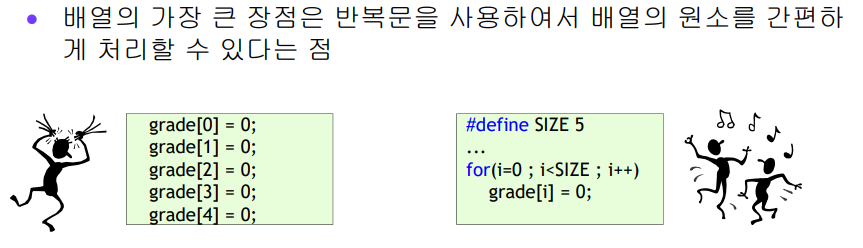 배열의 가장 큰 장점은 반복문을 사용하여서 배열의 원소를 간편하
게 처리할 수 있다는 점
grade[0] = 0;
grade[1] = 0;
grade[2] = 0;
grade[3] = 0;
grade[4] = 0;
#define SIZE 5
...
for(i=0 ; i<SIZE ; i++)
grade[i] = 0;